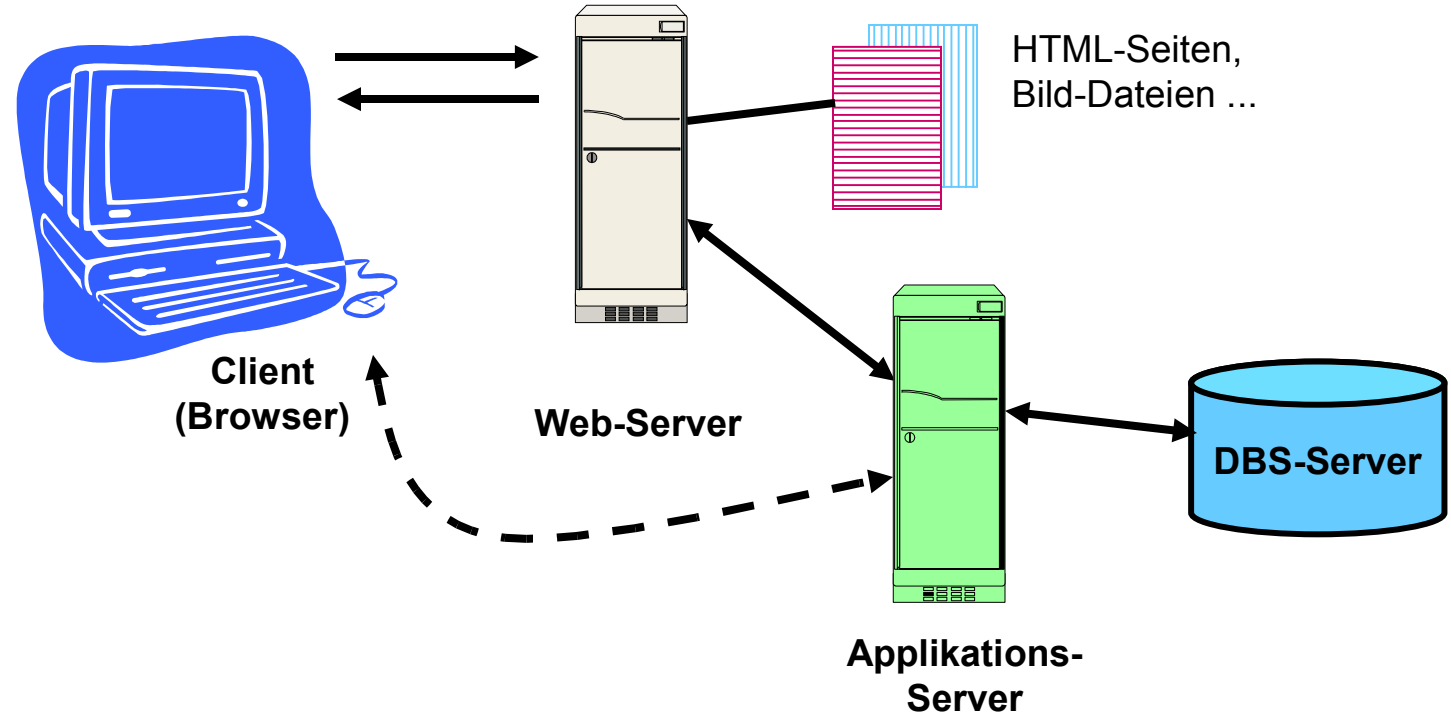 HTML-Seiten,
Bild-Dateien ...
Client
(Browser)
Web-Server
DBS-Server
Applikations-
Server